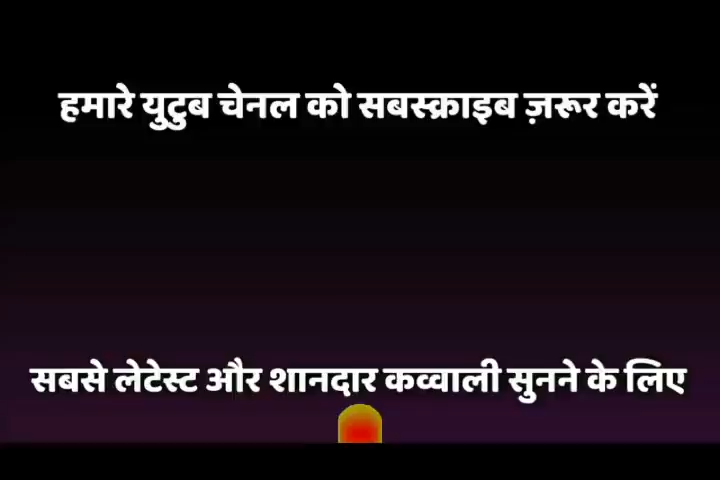 हमारे युटुब चेनल को सबस्क्राइब ज़रूर करें
सबसे लेटेस्ट और शानदार कव्वाली सुनने के लिए